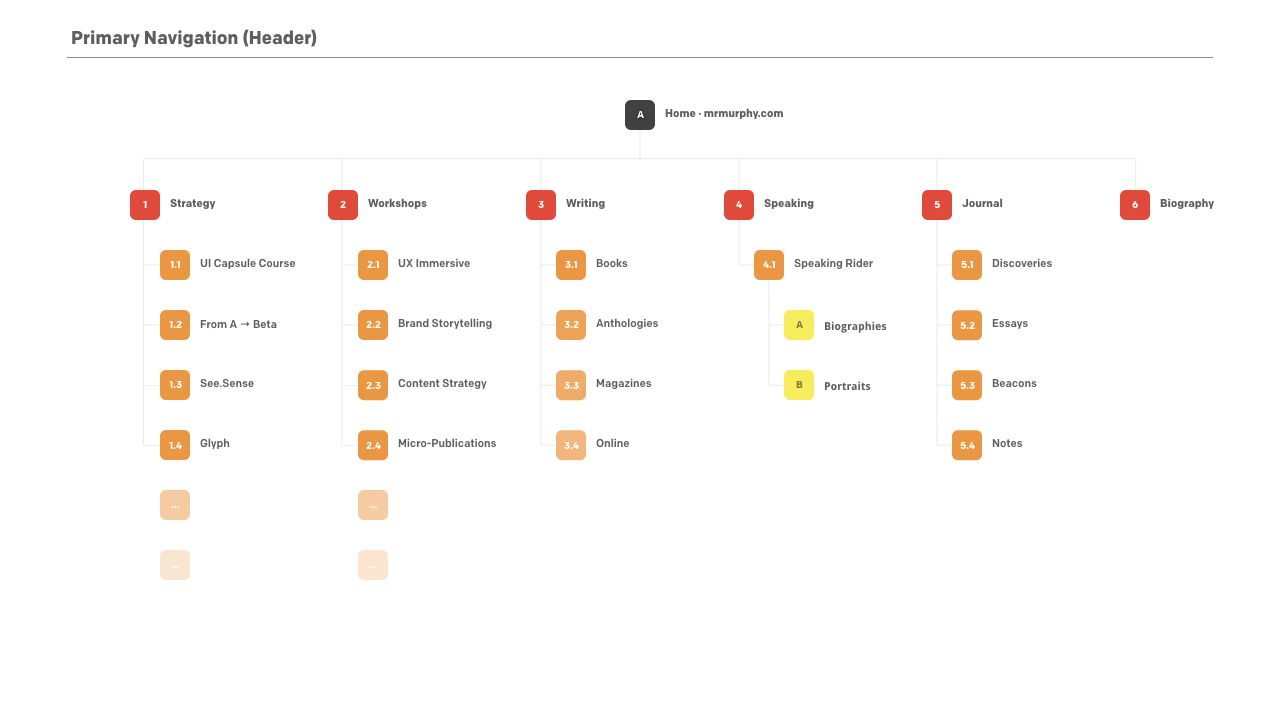 Primary Navigation (Header)
A Home · mrmurphy.com
1 Strategy
2 Workshops
3 Writing
4 Speaking
5 Journal
6 Biography
1.1 UI Capsule Course
2.1 UX Immersive
3.1 Books
4.1 Speaking Rider
5.1 Discoveries
1.2 From A → Beta
2.2 Brand Storytelling
3.2 Anthologies
A Biographies
5.2 Essays
1.3 See.Sense
2.3 Content Strategy
3.3 Magazines
B Portraits
5.3 Beacons
1.4 Glyph
2.4 Micro-Publications
3.4 Online
5.4 Notes
...
...
...
...